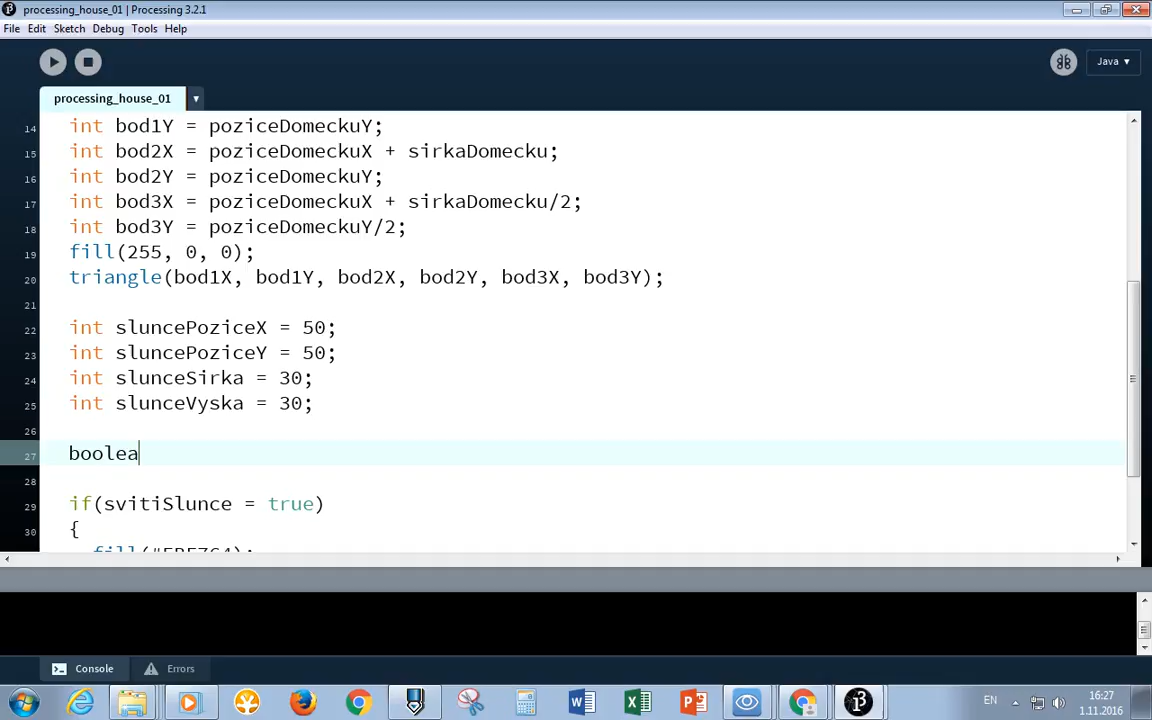 processing_house_01 | Processing 3.2.1
File Edit Sketch Debug Tools Help
Java ▾
processing_house_01 ▾
14 int bod1Y = poziceDomeckuY;
15 int bod2X = poziceDomeckuX + sirkaDomecku;
16 int bod2Y = poziceDomeckuY;
17 int bod3X = poziceDomeckuX + sirkaDomecku/2;
18 int bod3Y = poziceDomeckuY/2;
19 fill(255, 0, 0);
20 triangle(bod1X, bod1Y, bod2X, bod2Y, bod3X, bod3Y);
21
22 int sluncePoziceX = 50;
23 int sluncePoziceY = 50;
24 int slunceSirka = 30;
25 int slunceVyska = 30;
26
27 boolea
28
29 if(svitiSlunce = true)
30 {
Console Errors
EN
16:27
1.11.2016